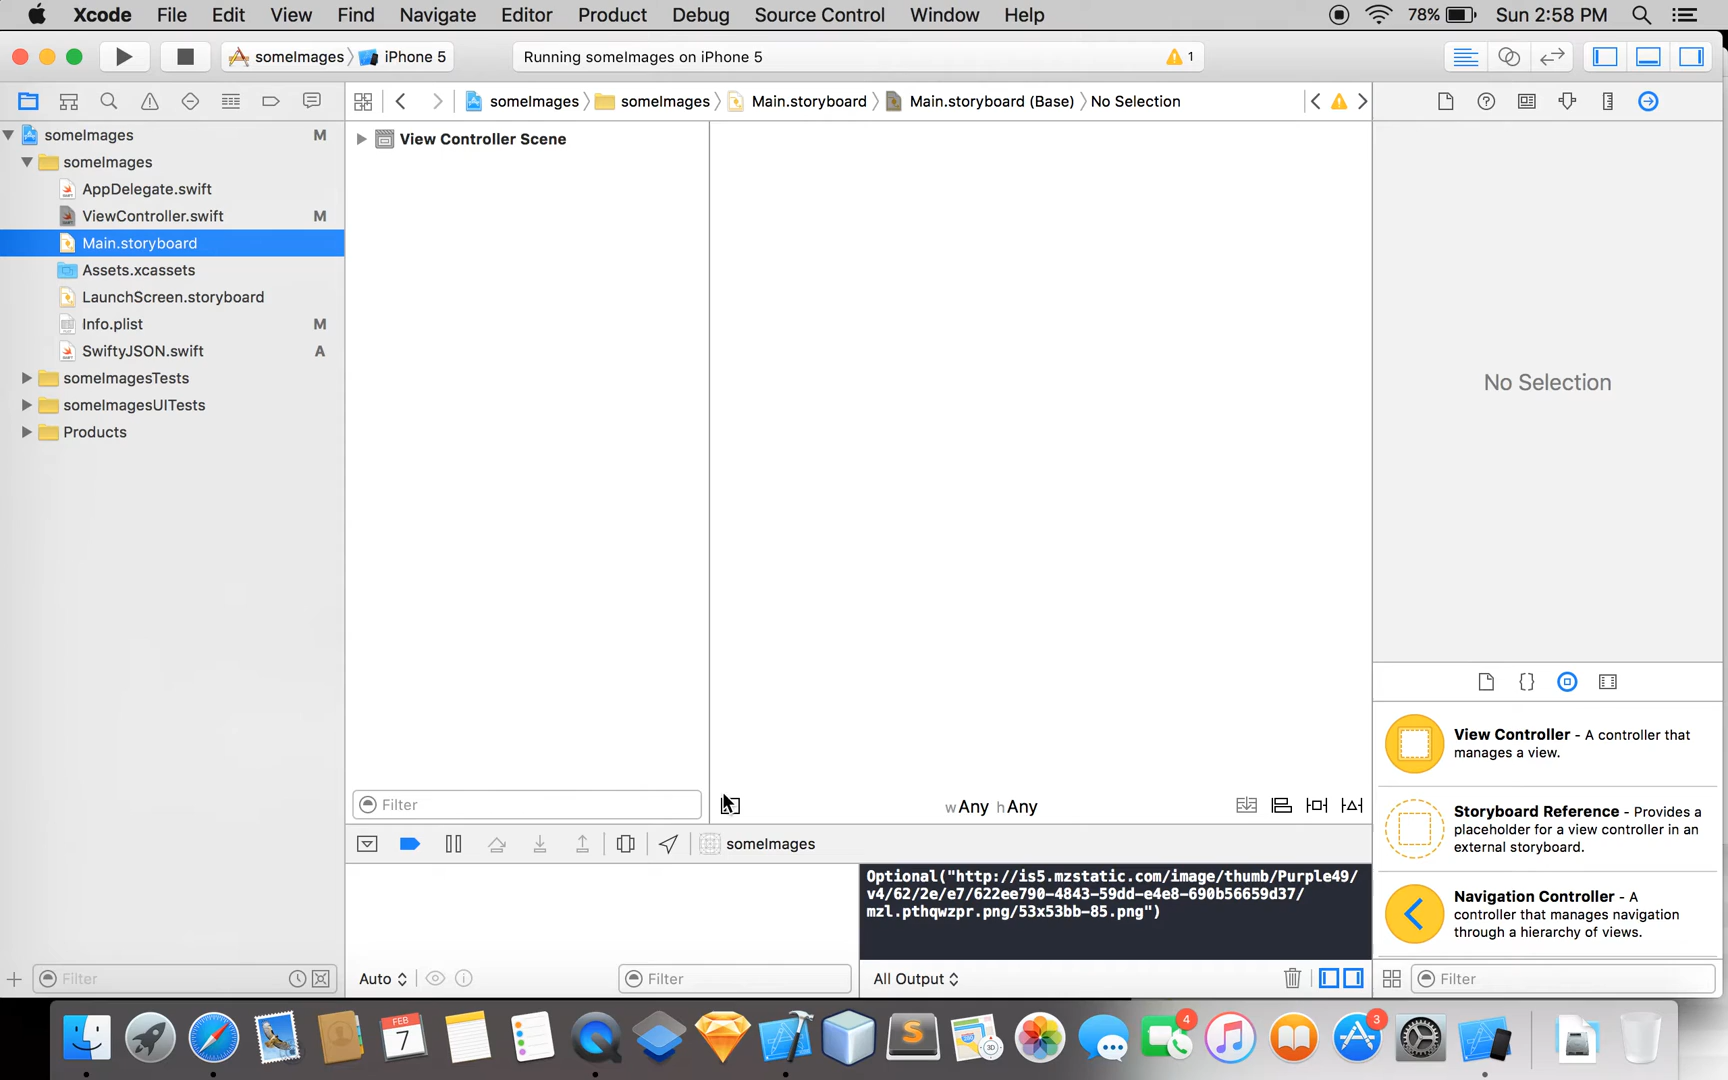 Xcode File Edit View Find Navigate Editor Product Debug Source Control Window Help 78% Sun 2:58 PM
someImages iPhone 5 Running someImages on iPhone 5 1
someImages someImages Main.storyboard Main.storyboard (Base) No Selection
someImages M
someImages
AppDelegate.swift
ViewController.swift M
Main.storyboard
Assets.xcassets
LaunchScreen.storyboard
Info.plist M
SwiftyJSON.swift A
someImagesTests
someImagesUITests
Products
Filter
View Controller Scene
Filter
wAny hAny
someImages
Auto
Filter
Optional("http://is5.mzstatic.com/image/thumb/Purple49/
v4/62/2e/e7/622ee790-4843-59dd-e4e8-690b56659d37/
mzl.pthqwzpr.png/53x53bb-85.png")
All Output
No Selection
View Controller - A controller that
manages a view.
Storyboard Reference - Provides a
placeholder for a view controller in an
external storyboard.
Navigation Controller - A
controller that manages navigation
through a hierarchy of views.
Filter
FEB
7
S
3D
4
3